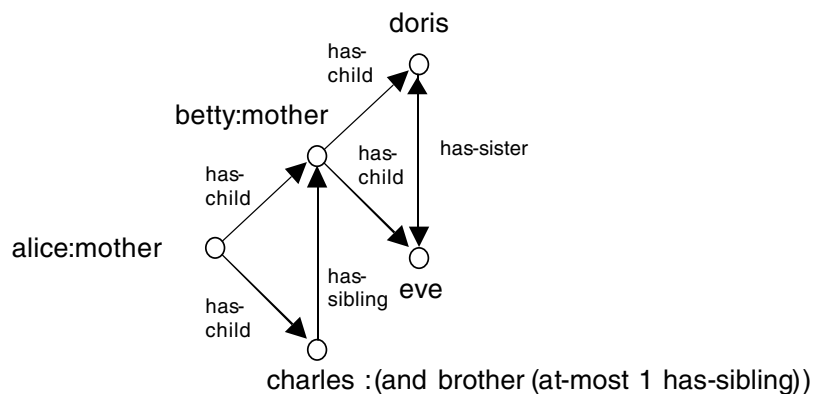 doris
has-
child
betty:mother
has-
child
has-sister
has-
child
alice:mother
has-
sibling
eve
has-
child
charles :(and brother (at-most 1 has-sibling))